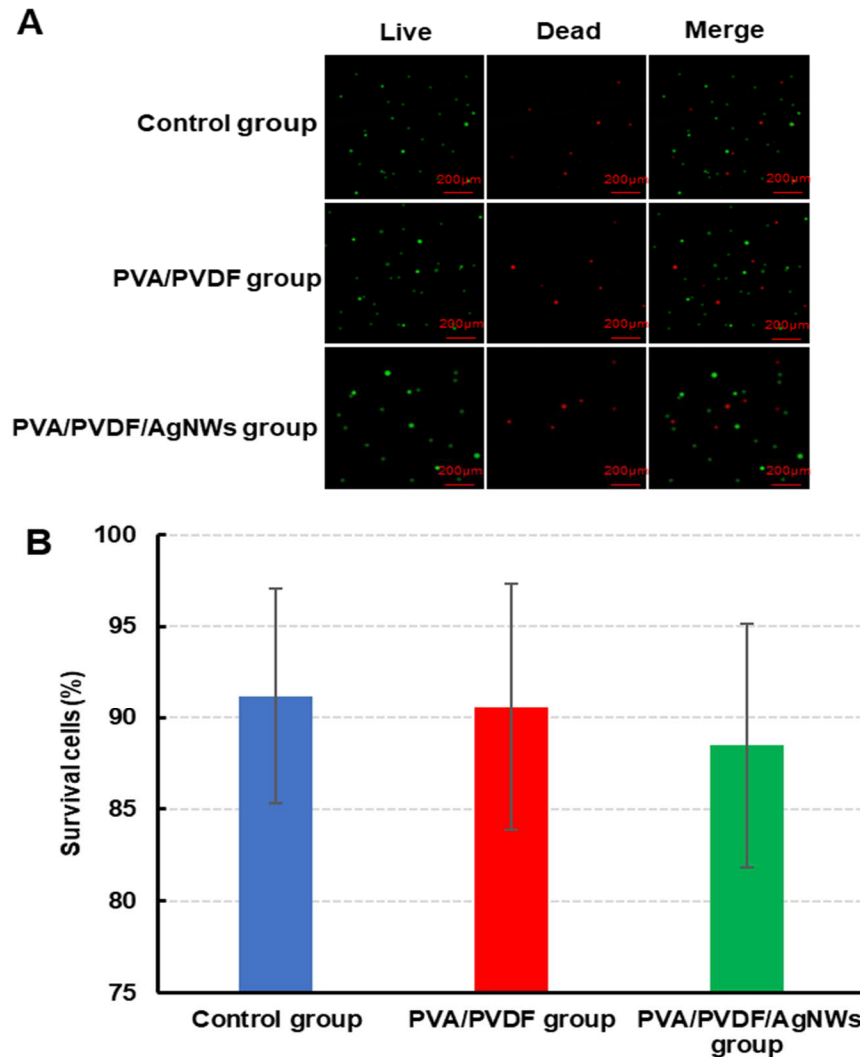 A
Live Dead Merge
Control group
200µm 200µm 200µm
PVA/PVDF group
200µm 200µm 200µm
PVA/PVDF/AgNWs group
200µm 200µm 200µm
B
Survival cells (%)
100
95
90
85
80
75
Control group PVA/PVDF group PVA/PVDF/AgNWs
group